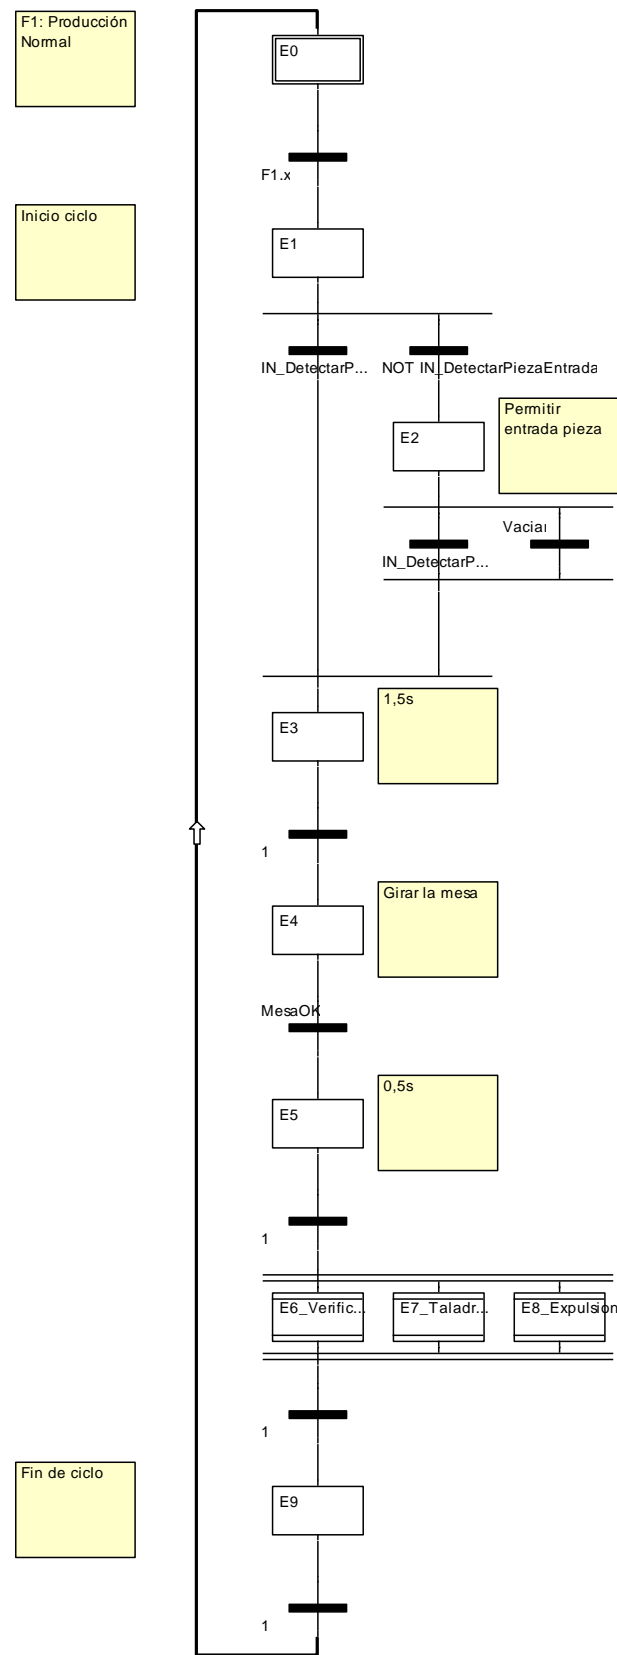 F1: Producción
Normal
E0
F1.x
Inicio ciclo
E1
IN_DetectarP...
NOT IN_DetectarPiezaEntrada
Permitir
entrada pieza
E2
Vaciar
IN_DetectarP...
1,5s
E3
1
Girar la mesa
E4
MesaOK
0,5s
E5
1
E6_Verific...
E7_Taladr...
E8_Expulsion
1
Fin de ciclo
E9
1